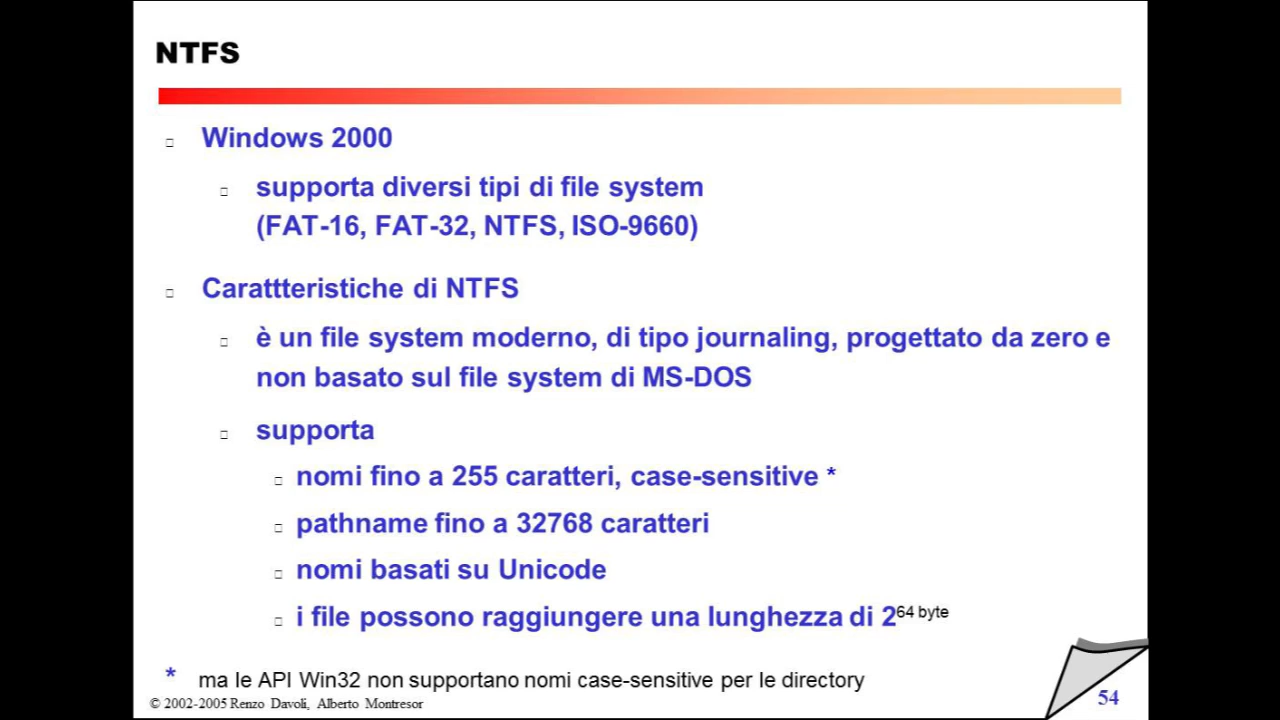 NTFS
Windows 2000
supporta diversi tipi di file system
(FAT-16, FAT-32, NTFS, ISO-9660)
Carattteristiche di NTFS
è un file system moderno, di tipo journaling, progettato da zero e
non basato sul file system di MS-DOS
supporta
nomi fino a 255 caratteri, case-sensitive *
pathname fino a 32768 caratteri
nomi basati su Unicode
i file possono raggiungere una lunghezza di 2^64 byte
* ma le API Win32 non supportano nomi case-sensitive per le directory
© 2002-2005 Renzo Davoli, Alberto Montresor
54